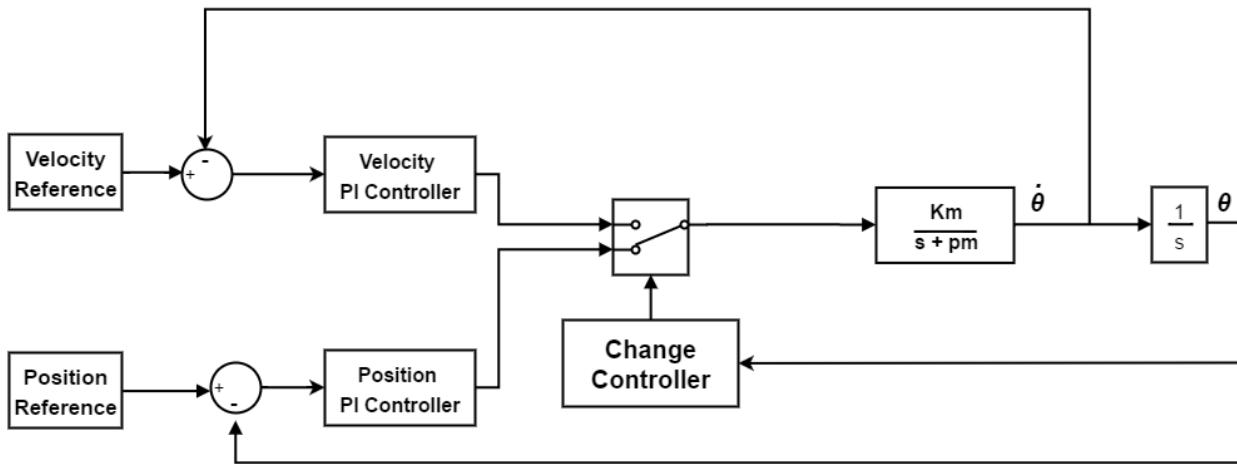 Velocity
Reference
+
-
Velocity
PI Controller
Km
s + pm
θ̇
1
s
θ
Change
Controller
Position
Reference
+
-
Position
PI Controller